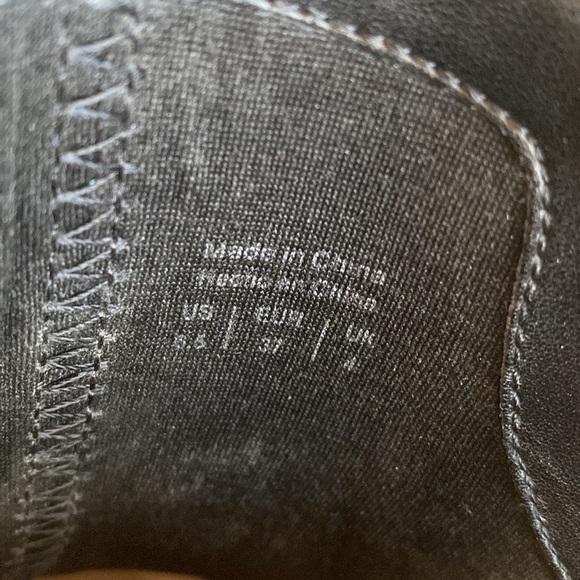 Made in China
Hecho en China
US | EUR | UK
6.5 | 37 | 4